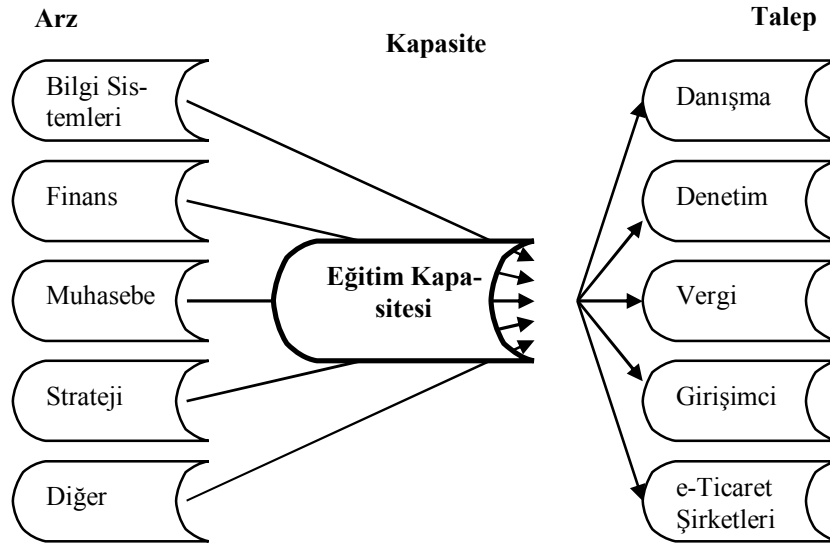 Arz
Kapasite
Talep
Bilgi Sis-
temleri
Finans
Muhasebe
Strateji
Diğer
Eğitim Kapa-
sitesi
Danışma
Denetim
Vergi
Girişimci
e-Ticaret
Şirketleri